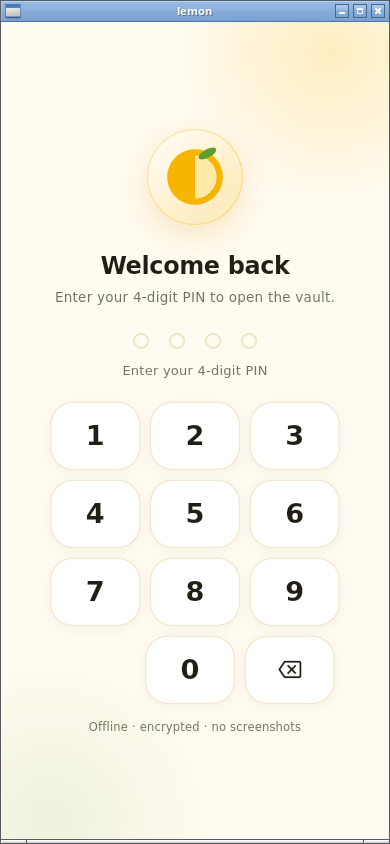 lemon
Welcome back
Enter your 4-digit PIN to open the vault.
Enter your 4-digit PIN
1 2 3
4 5 6
7 8 9
0
Offline · encrypted · no screenshots